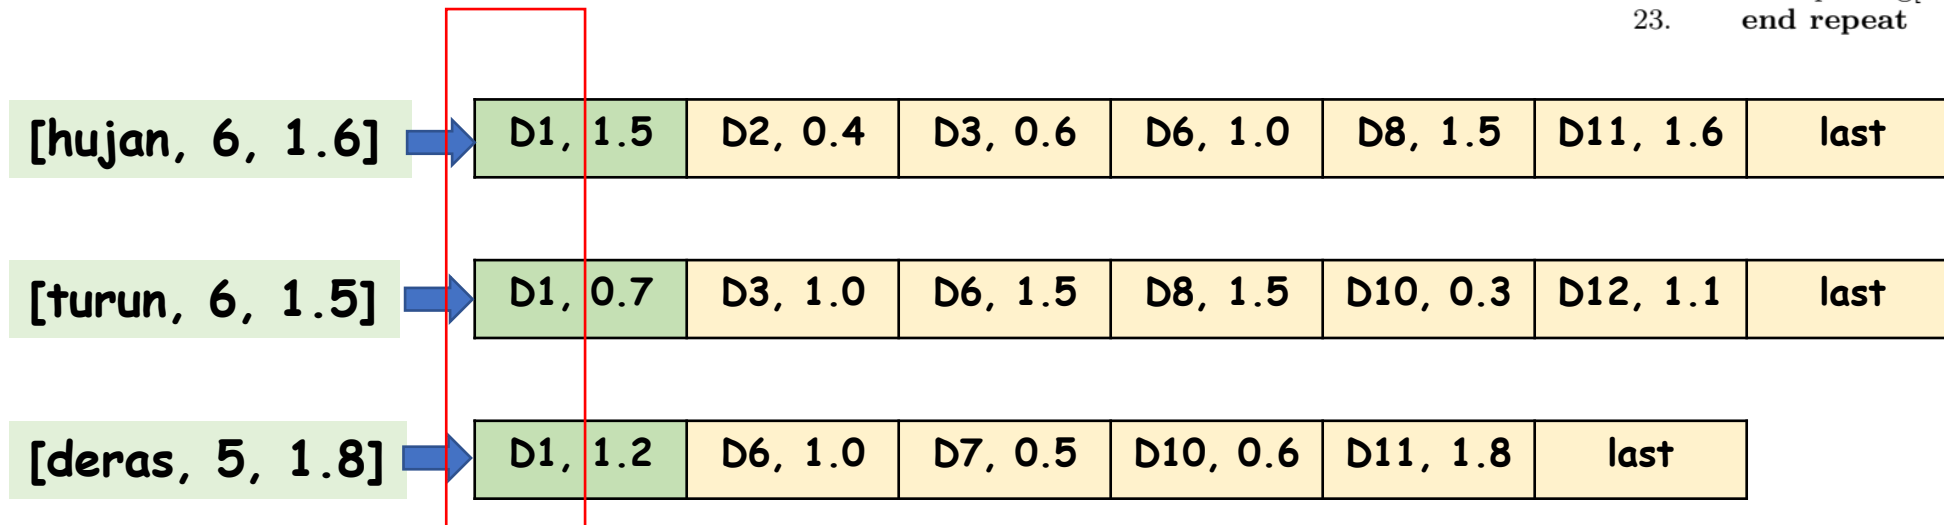 23. end repeat
[hujan, 6, 1.6] D1, 1.5 D2, 0.4 D3, 0.6 D6, 1.0 D8, 1.5 D11, 1.6 last
[turun, 6, 1.5] D1, 0.7 D3, 1.0 D6, 1.5 D8, 1.5 D10, 0.3 D12, 1.1 last
[deras, 5, 1.8] D1, 1.2 D6, 1.0 D7, 0.5 D10, 0.6 D11, 1.8 last